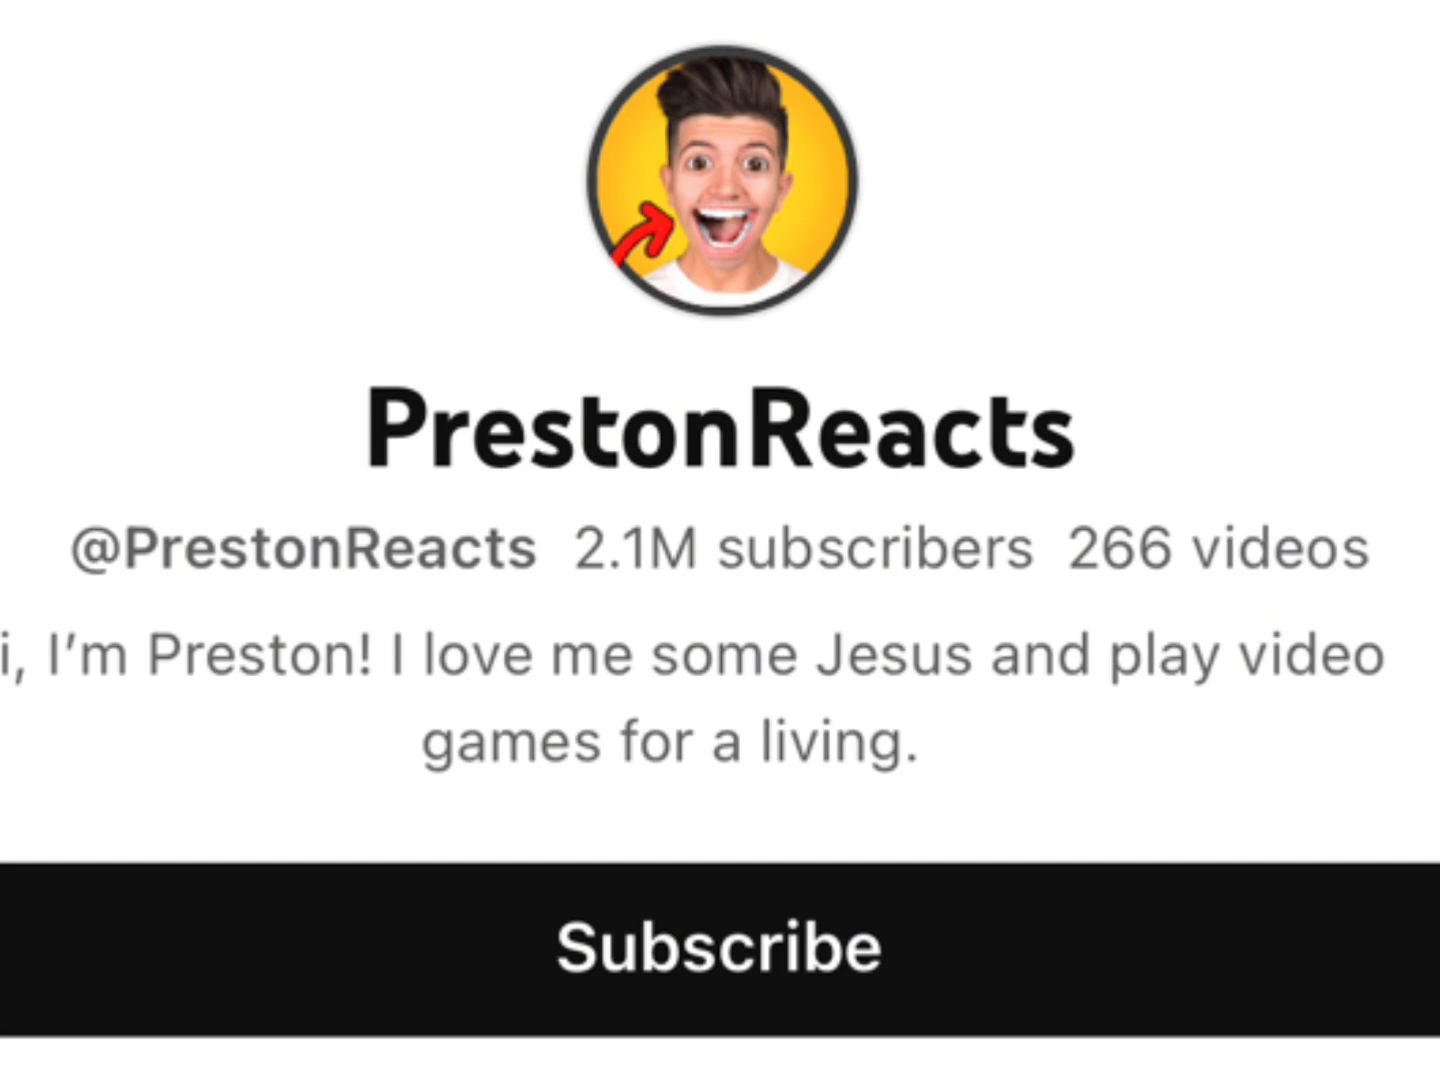 PrestonReacts
@PrestonReacts 2.1M subscribers 266 videos
i, I’m Preston! I love me some Jesus and play video
games for a living.
Subscribe